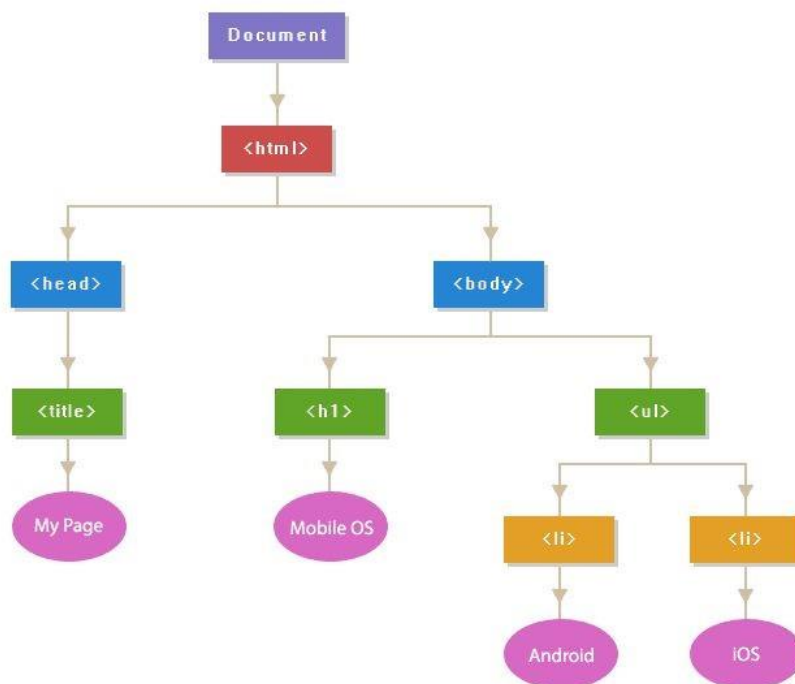 Document
<html>
<head>
<body>
<title>
<h1>
<ul>
My Page
Mobile OS
<li>
<li>
Android
iOS